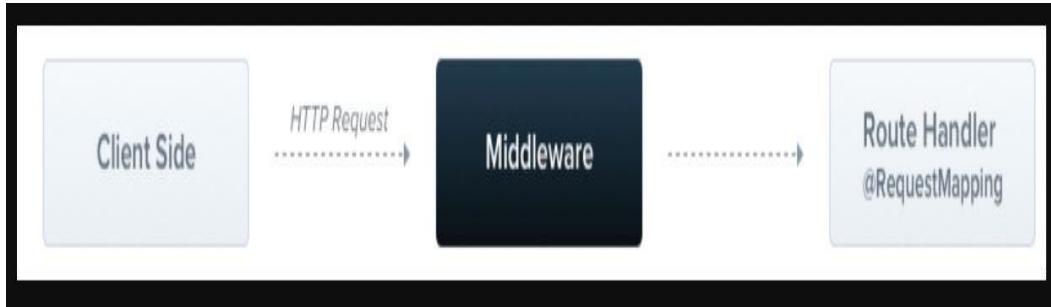 Client Side
HTTP Request
Middleware
Route Handler
@RequestMapping